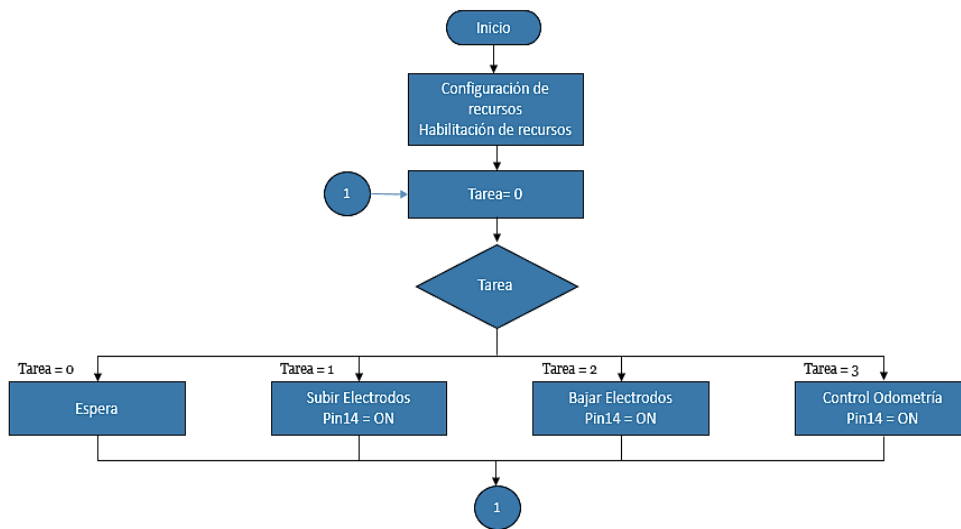 Inicio
Configuración de
recursos
Habilitación de recursos
1
Tarea= 0
Tarea
Tarea = 0
Tarea = 1
Tarea = 2
Tarea = 3
Espera
Subir Electrodos
Pin14 = ON
Bajar Electrodos
Pin14 = ON
Control Odometría
Pin14 = ON
1